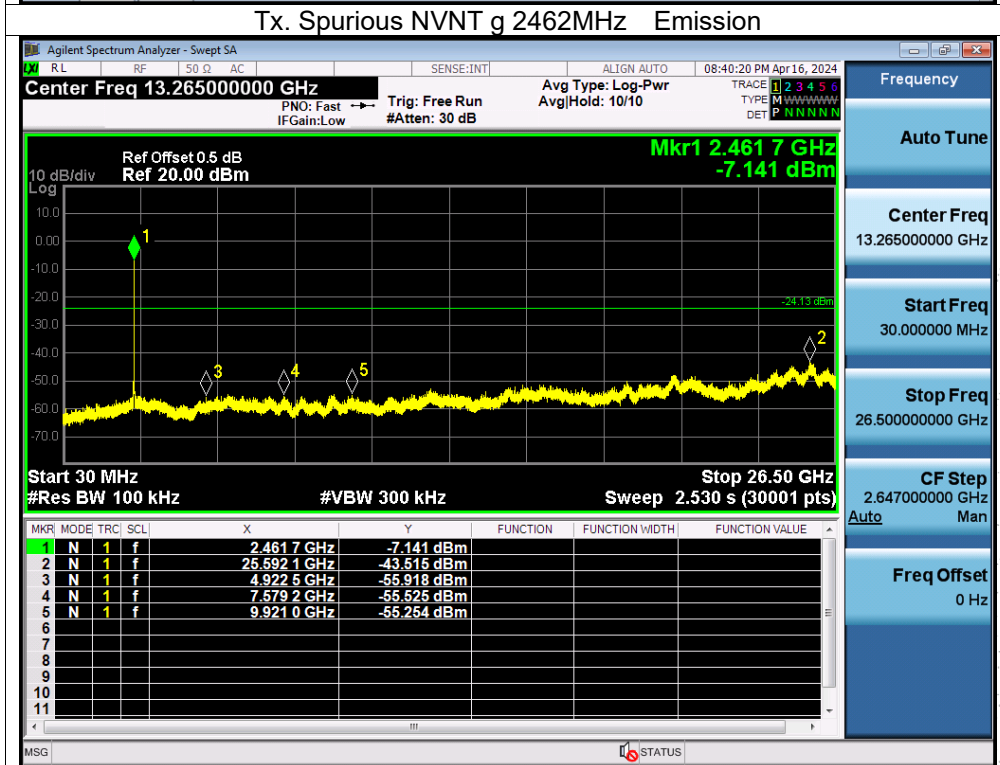 Tx. Spurious NVNT g 2462MHz Emission
Agilent Spectrum Analyzer - Swept SA
LXI RL RF 50 Ω AC SENSE:INT ALIGN AUTO 08:40:20 PM Apr 16, 2024
Center Freq 13.265000000 GHz
PNO: Fast
IFGain:Low
Trig: Free Run
#Atten: 30 dB
Avg Type: Log-Pwr
Avg|Hold: 10/10
TRACE 1 2 3 4 5 6
TYPE M WWWWW
DET P N N N N N
Mkr1 2.461 7 GHz
-7.141 dBm
Ref Offset 0.5 dB
10 dB/div Ref 20.00 dBm
Log
10.0
0.00
-10.0
-20.0
-30.0
-40.0
-50.0
-60.0
-70.0
1
-24.13 dBm
2
3
4
5
Start 30 MHz
Stop 26.50 GHz
#Res BW 100 kHz
#VBW 300 kHz
Sweep 2.530 s (30001 pts)
MKR MODE TRC SCL X Y FUNCTION FUNCTION WIDTH FUNCTION VALUE
1 N 1 f 2.461 7 GHz -7.141 dBm
2 N 1 f 25.592 1 GHz -43.515 dBm
3 N 1 f 4.922 5 GHz -55.918 dBm
4 N 1 f 7.579 2 GHz -55.525 dBm
5 N 1 f 9.921 0 GHz -55.254 dBm
6
7
8
9
10
11
MSG
STATUS
Frequency
Auto Tune
Center Freq
13.265000000 GHz
Start Freq
30.000000 MHz
Stop Freq
26.500000000 GHz
CF Step
2.647000000 GHz
Auto Man
Freq Offset
0 Hz